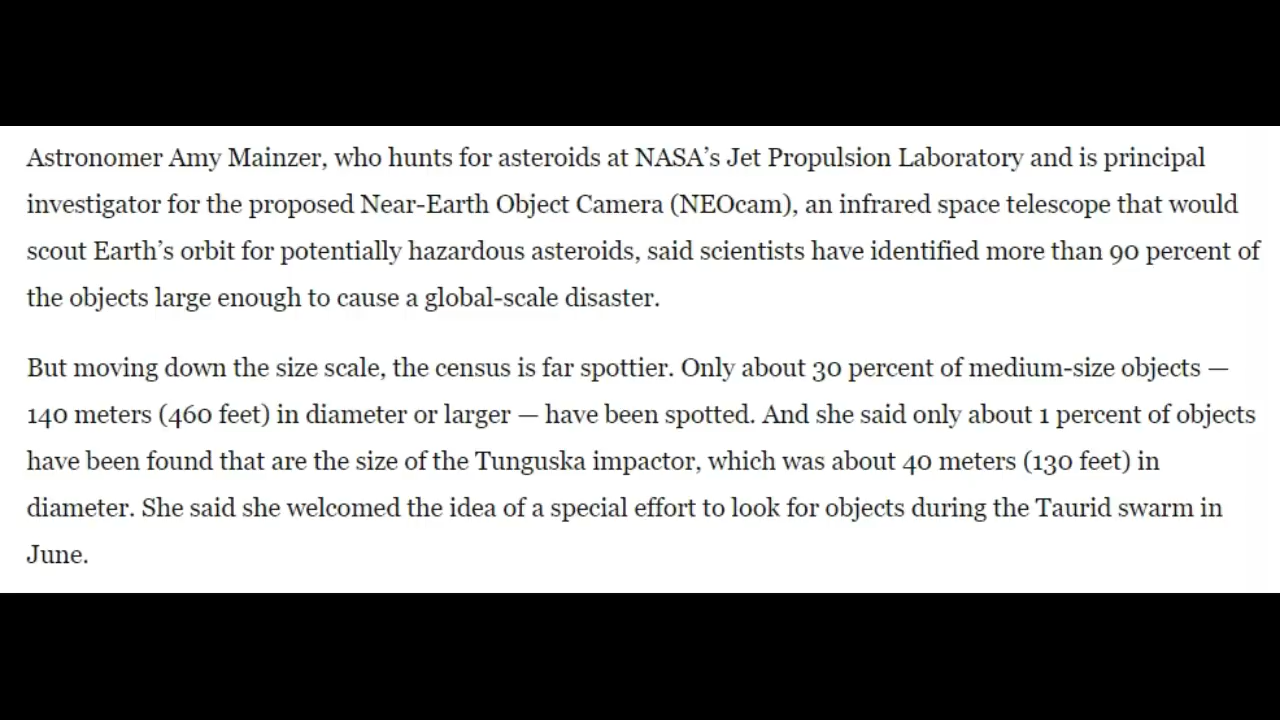 Astronomer Amy Mainzer, who hunts for asteroids at NASA’s Jet Propulsion Laboratory and is principal
investigator for the proposed Near-Earth Object Camera (NEOcam), an infrared space telescope that would
scout Earth’s orbit for potentially hazardous asteroids, said scientists have identified more than 90 percent of
the objects large enough to cause a global-scale disaster.
But moving down the size scale, the census is far spottier. Only about 30 percent of medium-size objects —
140 meters (460 feet) in diameter or larger — have been spotted. And she said only about 1 percent of objects
have been found that are the size of the Tunguska impactor, which was about 40 meters (130 feet) in
diameter. She said she welcomed the idea of a special effort to look for objects during the Taurid swarm in
June.